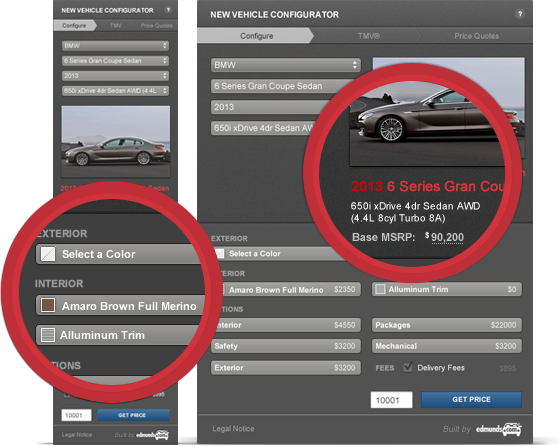 NEW VEHICLE CONFIGURATOR
Configure TMV Price Quotes
BMW
6 Series Gran Coupe Sedan
2013
650i xDrive 4dr Sedan AWD (4.4L
EXTERIOR
Select a Color
INTERIOR
Amaro Brown Full Merino
Alluminum Trim
TIONS
10001 GET PRICE
Legal Notice Built by edmunds.com
NEW VEHICLE CONFIGURATOR ?
Configure TMV® Price Quotes
BMW
6 Series Gran Coupe Sedan
2013
650i xDrive 4dr Sedan AW
2013 6 Series Gran Cou
650i xDrive 4dr Sedan AWD
(4.4L 8cyl Turbo 8A)
Base MSRP: $90,200
EXTERIOR
Select a Color
TERIOR
Amaro Brown Full Merino $2350 Alluminum Trim $0
TIONS
Interior $4550 Packages $22000
Safety $3200 Mechanical $3200
Exterior $3200 FEES Delivery Fees $895
10001 GET PRICE
Legal Notice Built by edmunds.com